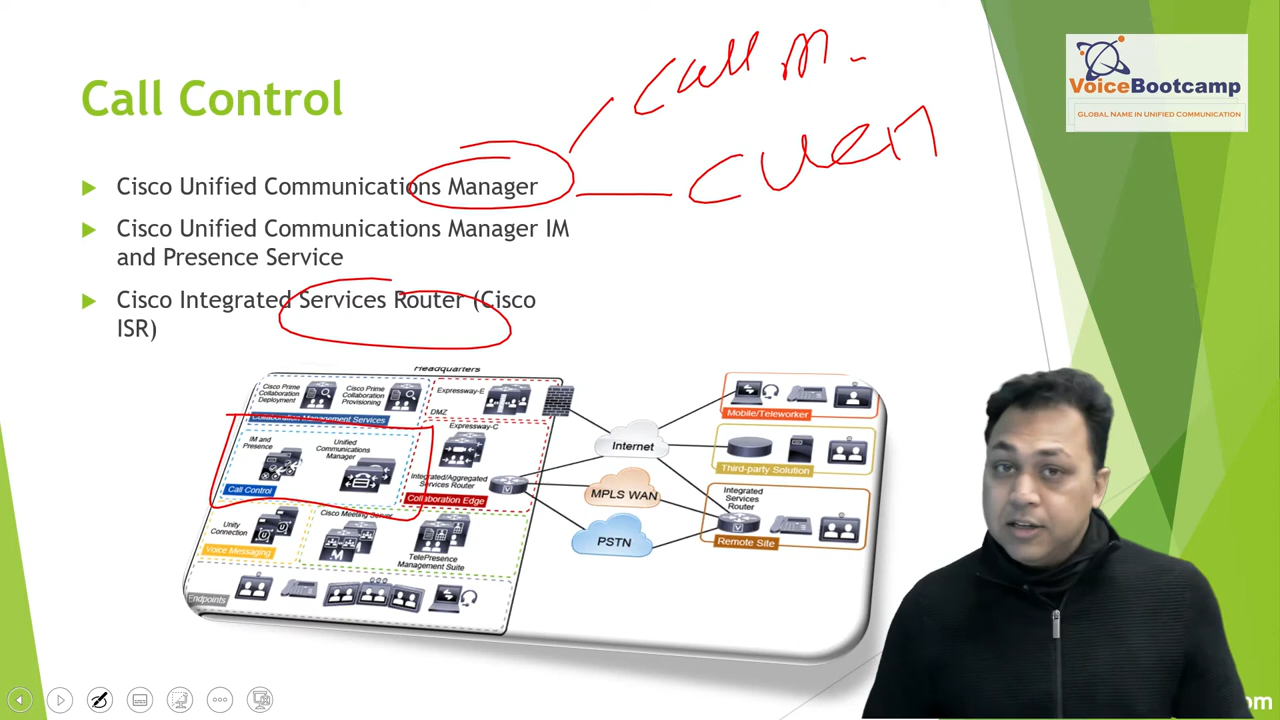 Call M.
VoiceBootcamp
GLOBAL NAME IN UNIFIED COMMUNICATION
Call Control
Cisco Unified Communications Manager
Cisco Unified Communications Manager IM
and Presence Service
Cisco Integrated Services Router (Cisco
ISR)
Headquarters
Cisco Prime
Collaboration
Deployment
Cisco Prime
Collaboration
Provisioning
Collaboration Management Services
Expressway-E
DMZ
IM and
Presence
Unified
Communications
Manager
Call Control
Expressway-C
Integrated/Aggregated
Services Router
Collaboration Edge
Unity
Connection
Voice Messaging
Cisco Meeting Server
TelePresence
Management Suite
Endpoints
Internet
MPLS WAN
PSTN
Mobile/Teleworker
Third-party Solution
Integrated
Services
Router
Remote Site
om